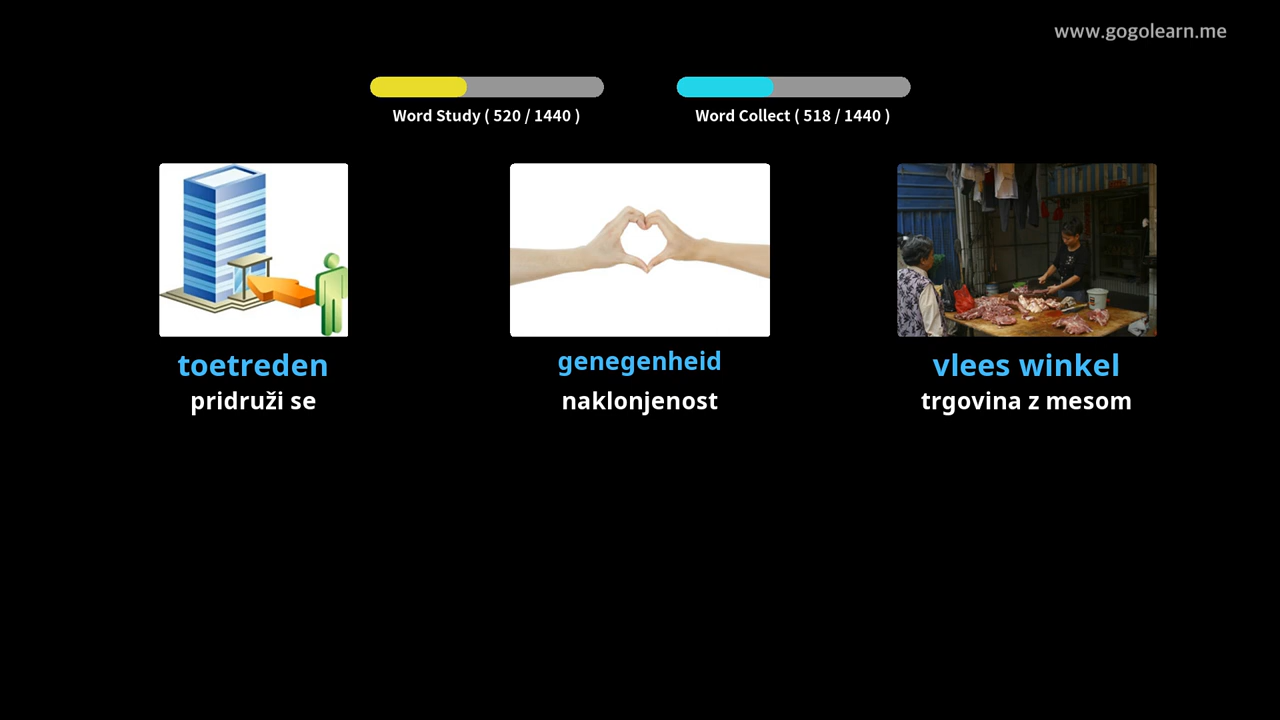 www.gogolearn.me
Word Study ( 520 / 1440 )
Word Collect ( 518 / 1440 )
toetreden
pridruži se
genegenheid
naklonjenost
vlees winkel
trgovina z mesom